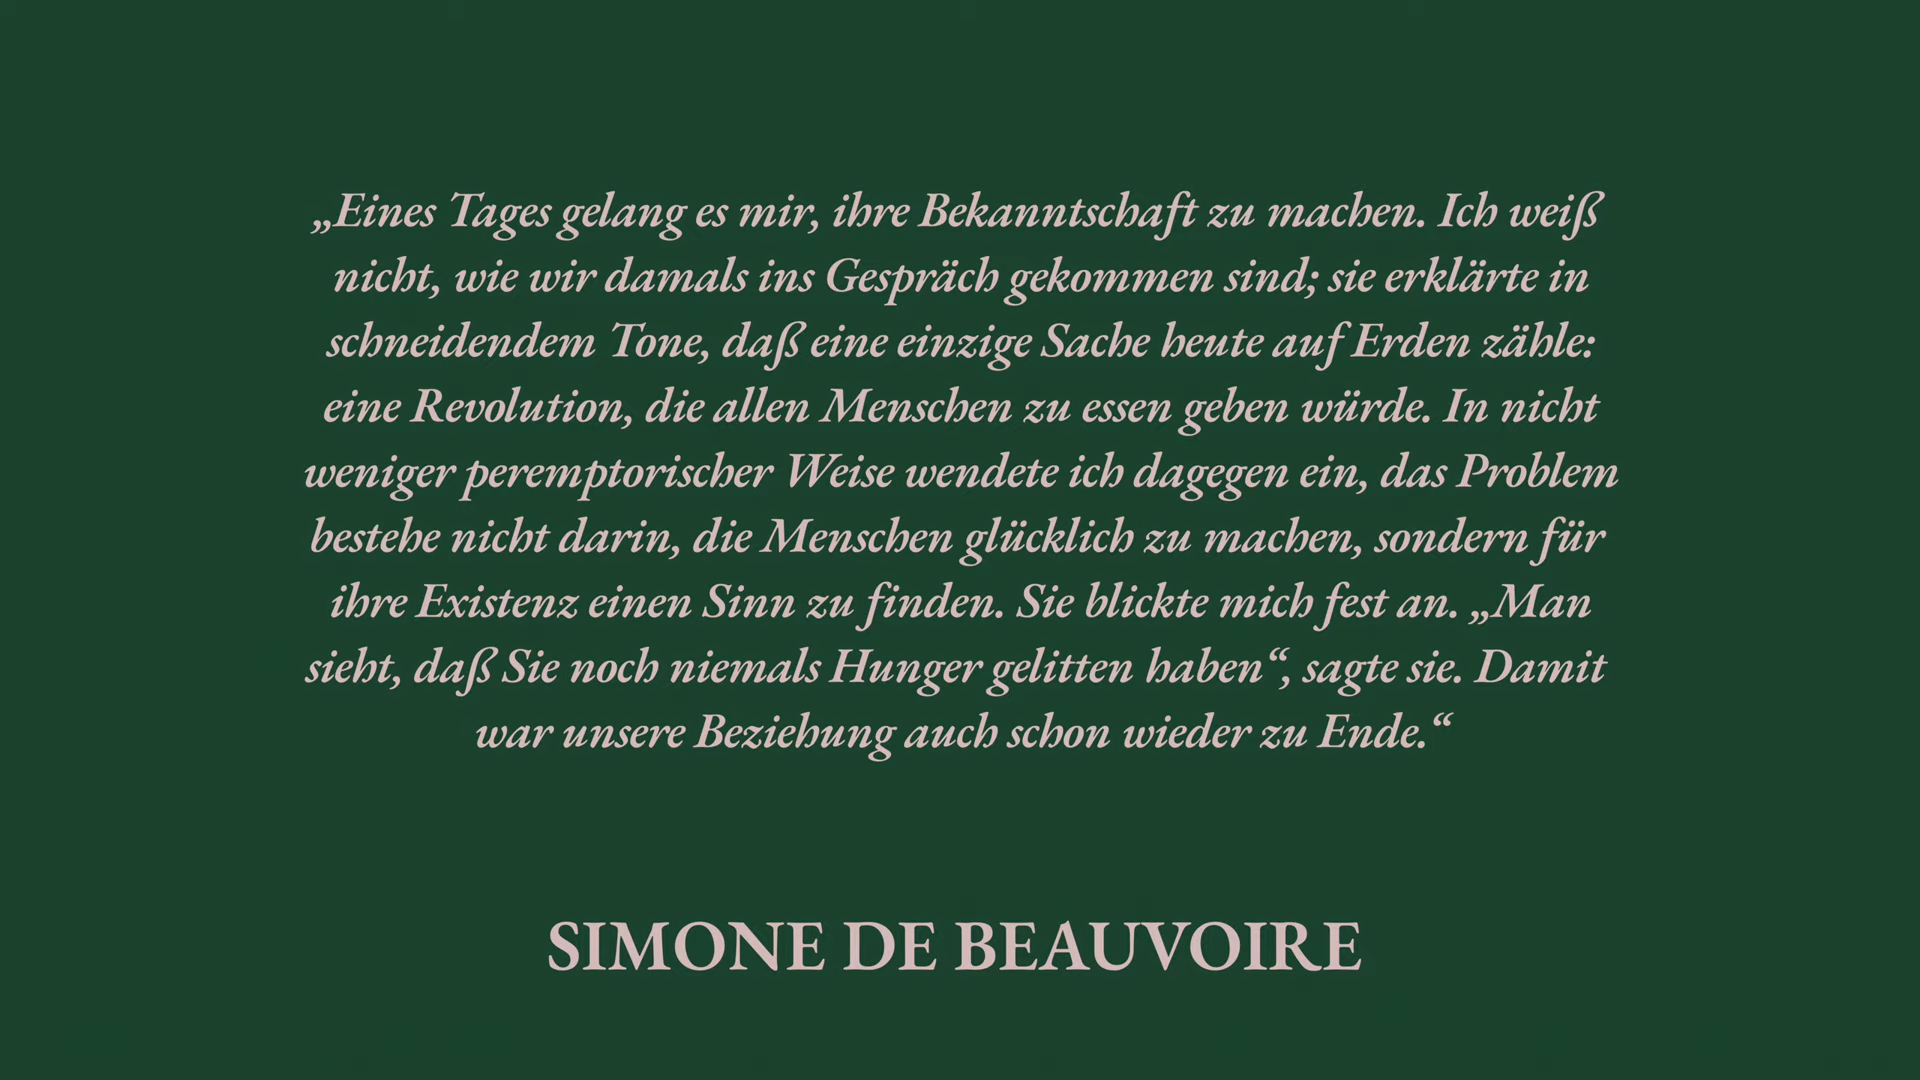 „Eines Tages gelang es mir, ihre Bekanntschaft zu machen. Ich weiß
nicht, wie wir damals ins Gespräch gekommen sind; sie erklärte in
schneidendem Tone, daß eine einzige Sache heute auf Erden zähle:
eine Revolution, die allen Menschen zu essen geben würde. In nicht
weniger peremptorischer Weise wendete ich dagegen ein, das Problem
bestehe nicht darin, die Menschen glücklich zu machen, sondern für
ihre Existenz einen Sinn zu finden. Sie blickte mich fest an. „Man
sieht, daß Sie noch niemals Hunger gelitten haben“, sagte sie. Damit
war unsere Beziehung auch schon wieder zu Ende.“
SIMONE DE BEAUVOIRE